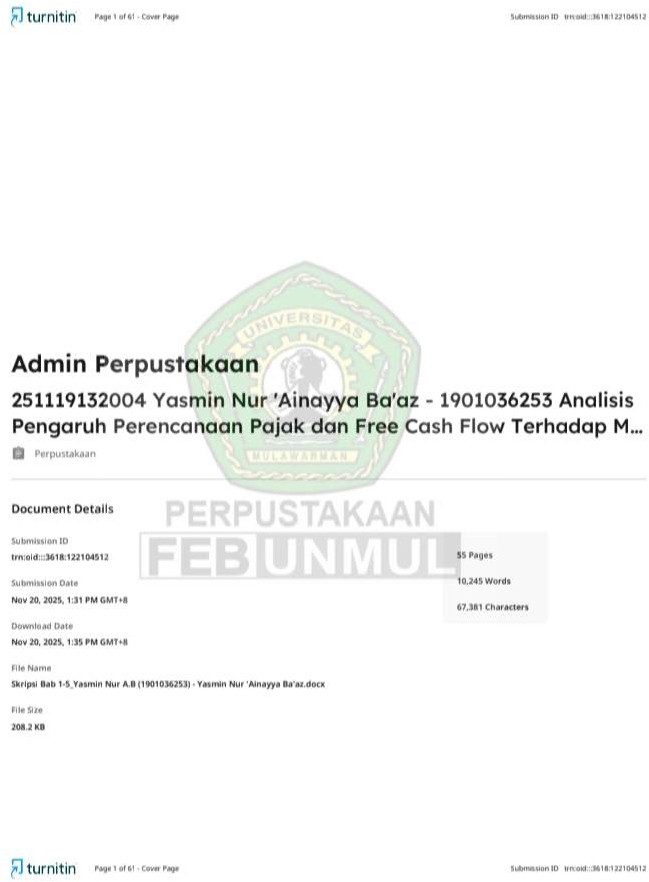 turnitin Page 1 of 61 - Cover Page Submission ID trn:oid:::3618:122104512
UNIVERSITAS
Admin Perpustakaan
251119132004 Yasmin Nur 'Ainayya Ba'az - 1901036253 Analisis
Pengaruh Perencanaan Pajak dan Free Cash Flow Terhadap M...
MULAWARMAN
Perpustakaan
Document Details
PERPUSTAKAAN
FEB UNMUL
Submission ID
trn:oid:::3618:122104512
Submission Date
Nov 20, 2025, 1:31 PM GMT+8
Download Date
Nov 20, 2025, 1:35 PM GMT+8
File Name
Skripsi Bab 1-5_Yasmin Nur A.B (1901036253) - Yasmin Nur 'Ainayya Ba'az.docx
File Size
208.2 KB
55 Pages
10,245 Words
67,381 Characters
turnitin Page 1 of 61 - Cover Page Submission ID trn:oid:::3618:122104512